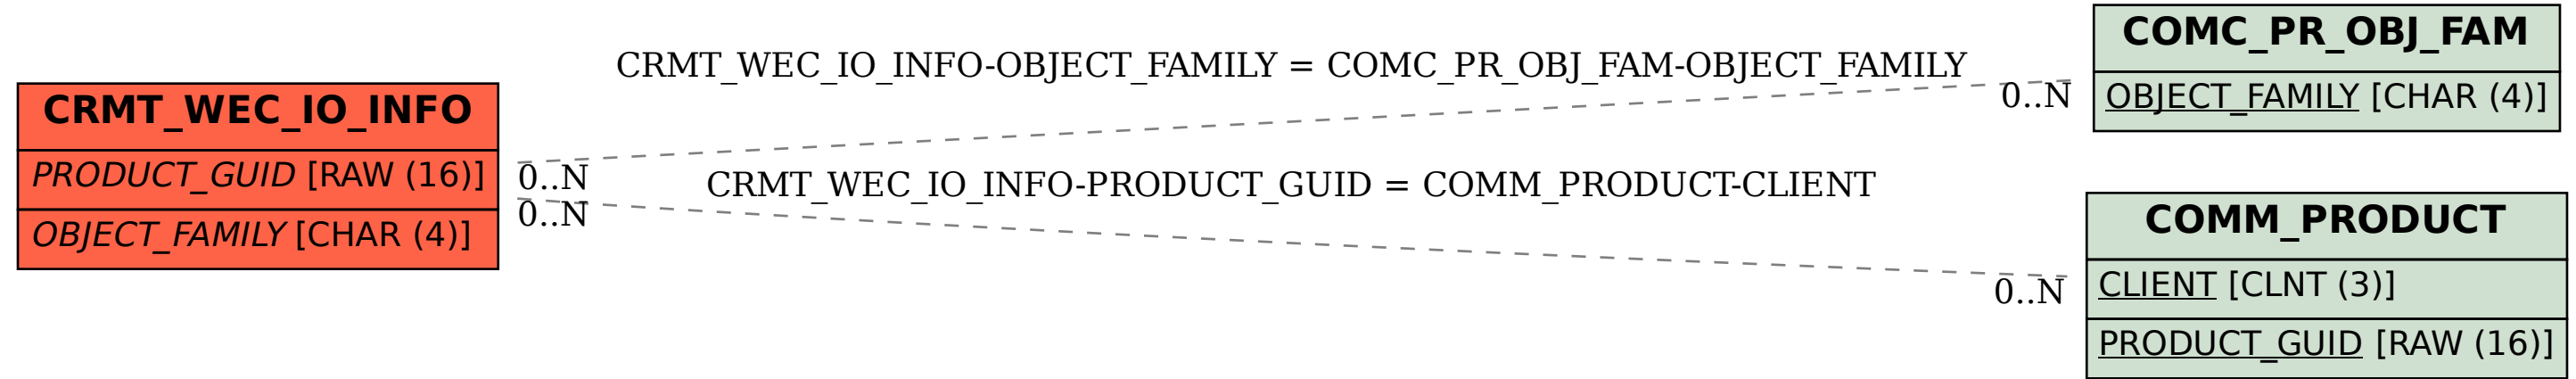 CRMT_WEC_IO_INFO
PRODUCT_GUID [RAW (16)]
OBJECT_FAMILY [CHAR (4)]
CRMT_WEC_IO_INFO-OBJECT_FAMILY = COMC_PR_OBJ_FAM-OBJECT_FAMILY
0..N
0..N
CRMT_WEC_IO_INFO-PRODUCT_GUID = COMM_PRODUCT-CLIENT
0..N
0..N
COMC_PR_OBJ_FAM
OBJECT_FAMILY [CHAR (4)]
COMM_PRODUCT
CLIENT [CLNT (3)]
PRODUCT_GUID [RAW (16)]